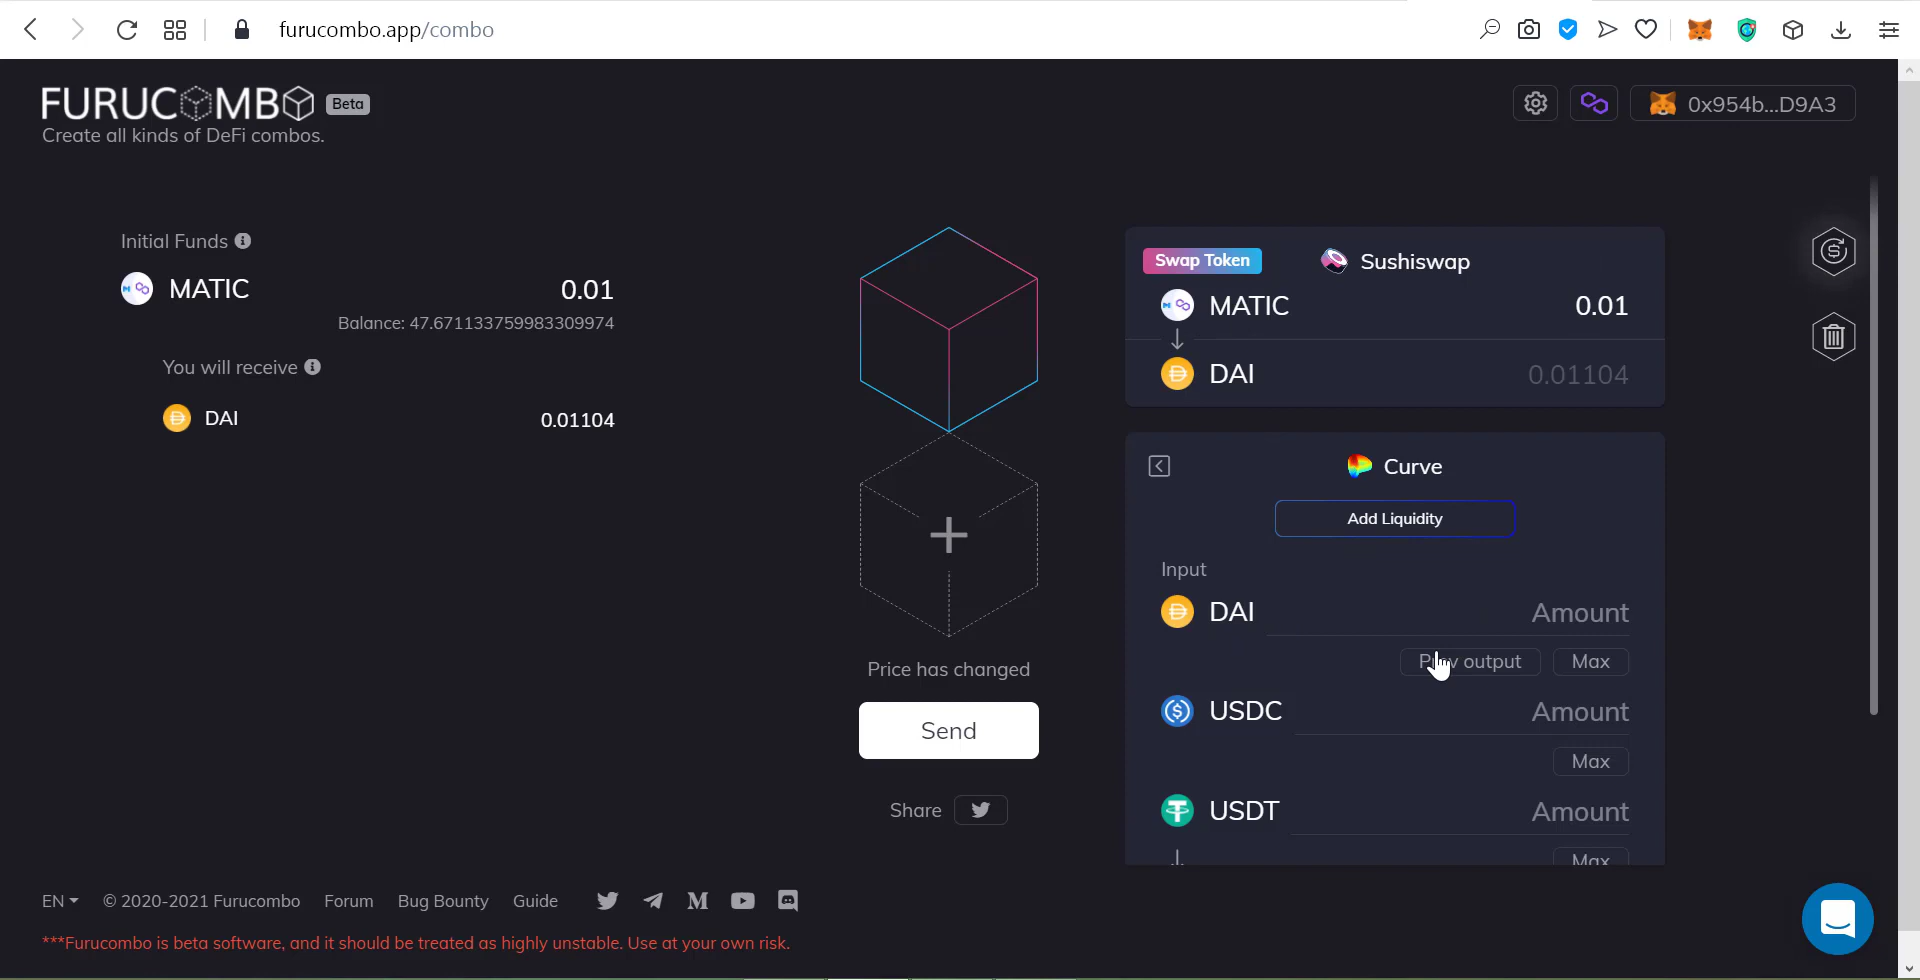 furucombo.app/combo
FURUCOMBO Beta
Create all kinds of DeFi combos.
0x954b...D9A3
Initial Funds
MATIC 0.01
Balance: 47.671133759983309974
You will receive
DAI 0.01104
Swap Token Sushiswap
MATIC 0.01
DAI 0.01104
Curve
Add Liquidity
Input
DAI Amount
Prev output Max
USDC Amount
Max
USDT Amount
Max
Price has changed
Send
Share
EN © 2020-2021 Furucombo Forum Bug Bounty Guide
***Furucombo is beta software, and it should be treated as highly unstable. Use at your own risk.